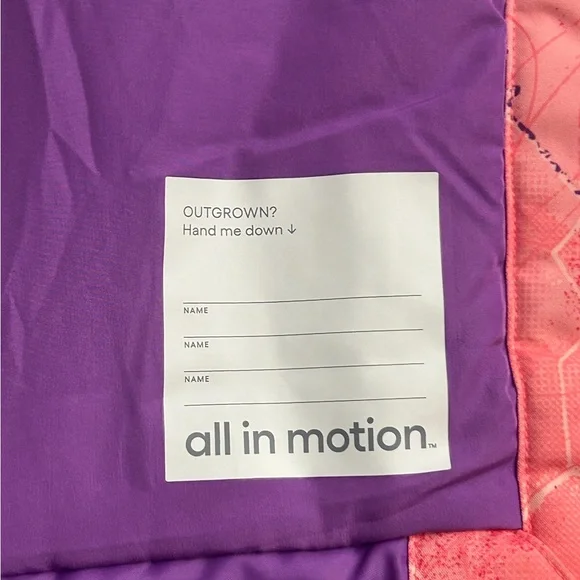 OUTGROWN?
Hand me down ↓
NAME
NAME
NAME
all in motion™